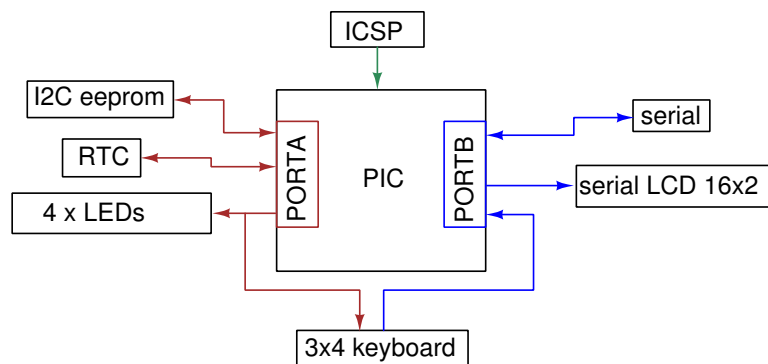 ICSP
I2C eeprom
serial
RTC
PORTA
PIC
PORTB
serial LCD 16x2
4 x LEDs
3x4 keyboard